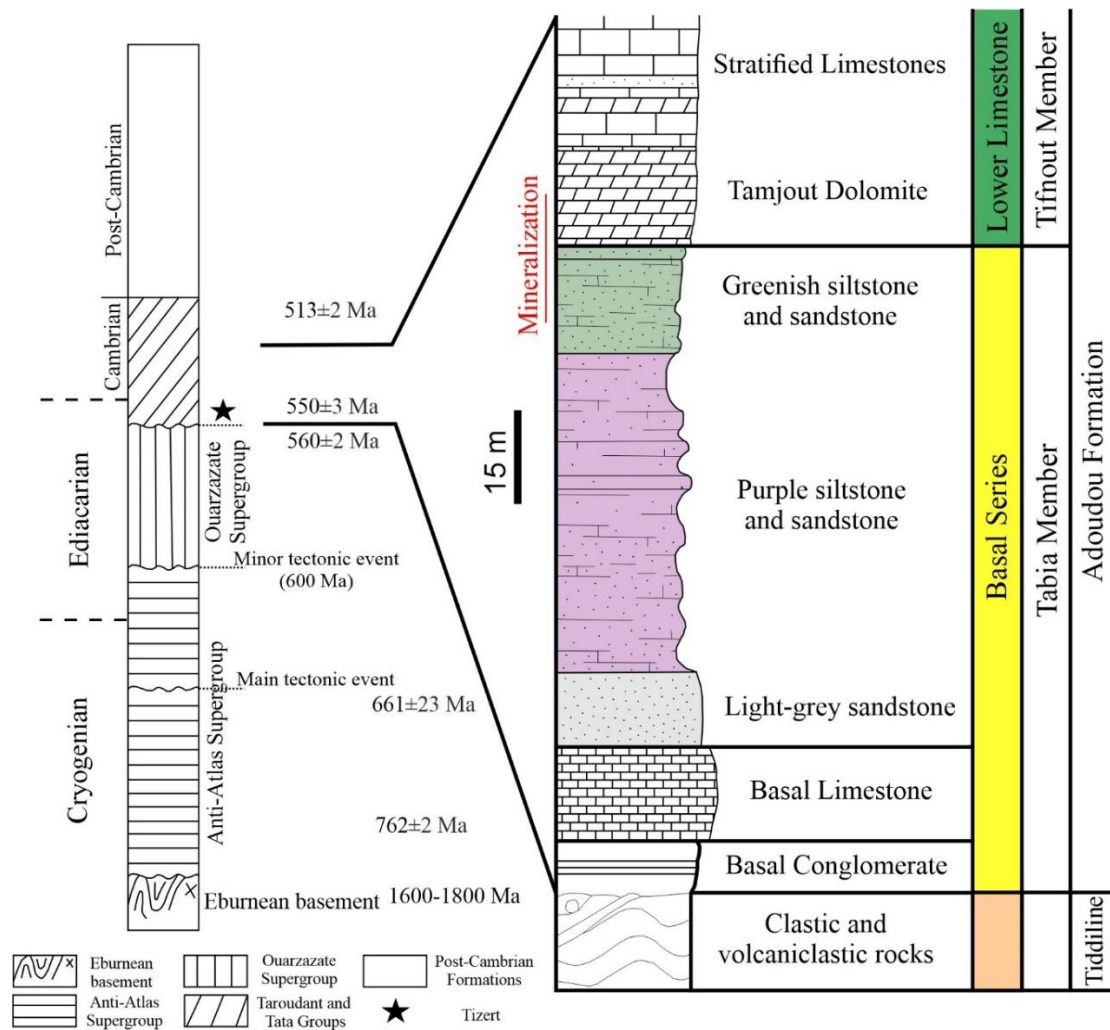 Post-Cambrian
Cambrian
Ediacarian
Cryogenian
513±2 Ma
550±3 Ma
560±2 Ma
Ouarzazate
Supergroup
Minor tectonic event
(600 Ma)
Main tectonic event
661±23 Ma
Anti-Atlas Supergroup
762±2 Ma
Eburnean basement
1600-1800 Ma
Mineralization
15 m
Stratified Limestones
Tamjout Dolomite
Greenish siltstone
and sandstone
Purple siltstone
and sandstone
Light-grey sandstone
Basal Limestone
Basal Conglomerate
Clastic and
volcaniclastic rocks
Lower Limestone
Basal Series
Tifnout Member
Tabia Member
Adoudou Formation
Tiddiline
x
Eburnean
basement
x
Ouarzazate
Supergroup
Post-Cambrian
Formations
Anti-Atlas
Supergroup
Taroudant and
Tata Groups
Tizert